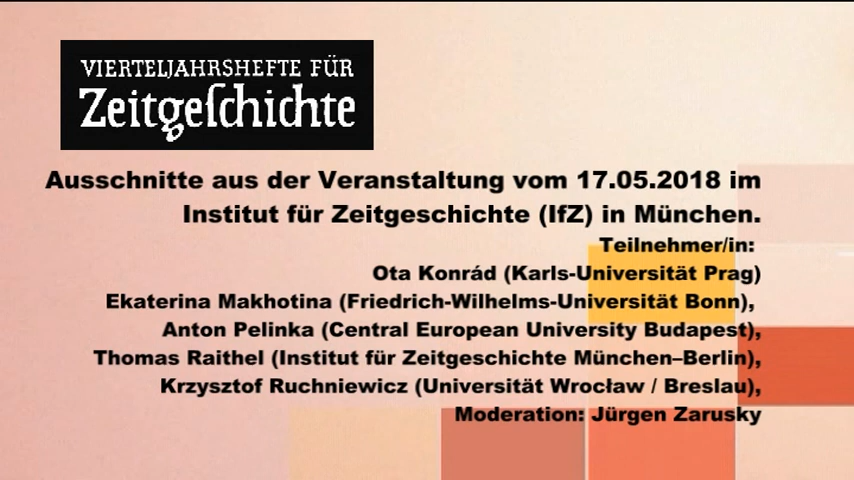 VIERTELJAHRSHEFTE FÜR
Zeitgeſchichte
Ausschnitte aus der Veranstaltung vom 17.05.2018 im
Institut für Zeitgeschichte (IfZ) in München.
Teilnehmer/in:
Ota Konrád (Karls-Universität Prag)
Ekaterina Makhotina (Friedrich-Wilhelms-Universität Bonn),
Anton Pelinka (Central European University Budapest),
Thomas Raithel (Institut für Zeitgeschichte München–Berlin),
Krzysztof Ruchniewicz (Universität Wrocław / Breslau),
Moderation: Jürgen Zarusky